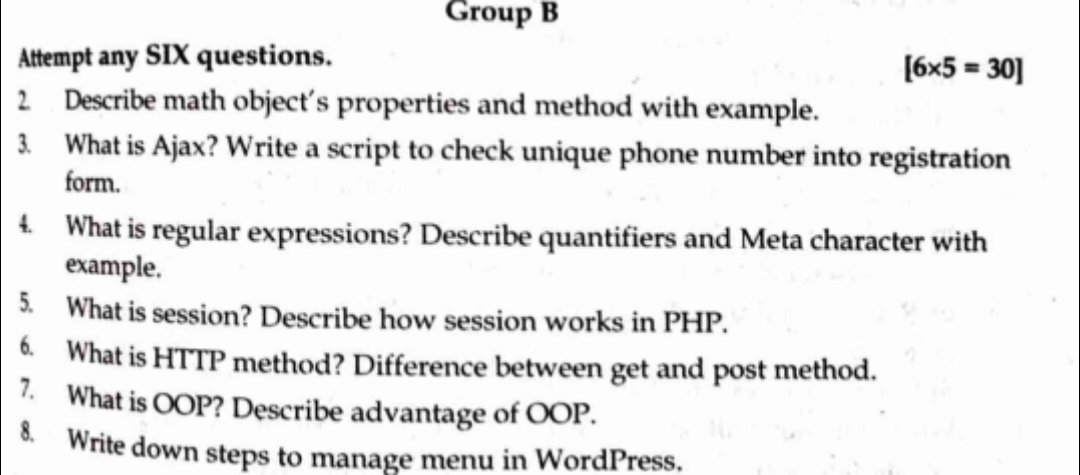 Group B
Attempt any SIX questions.
[6×5 = 30]
2. Describe math object's properties and method with example.
3. What is Ajax? Write a script to check unique phone number into registration
form.
4. What is regular expressions? Describe quantifiers and Meta character with
example.
5. What is session? Describe how session works in PHP.
6. What is HTTP method? Difference between get and post method.
7. What is OOP? Describe advantage of OOP.
8. Write down steps to manage menu in WordPress.